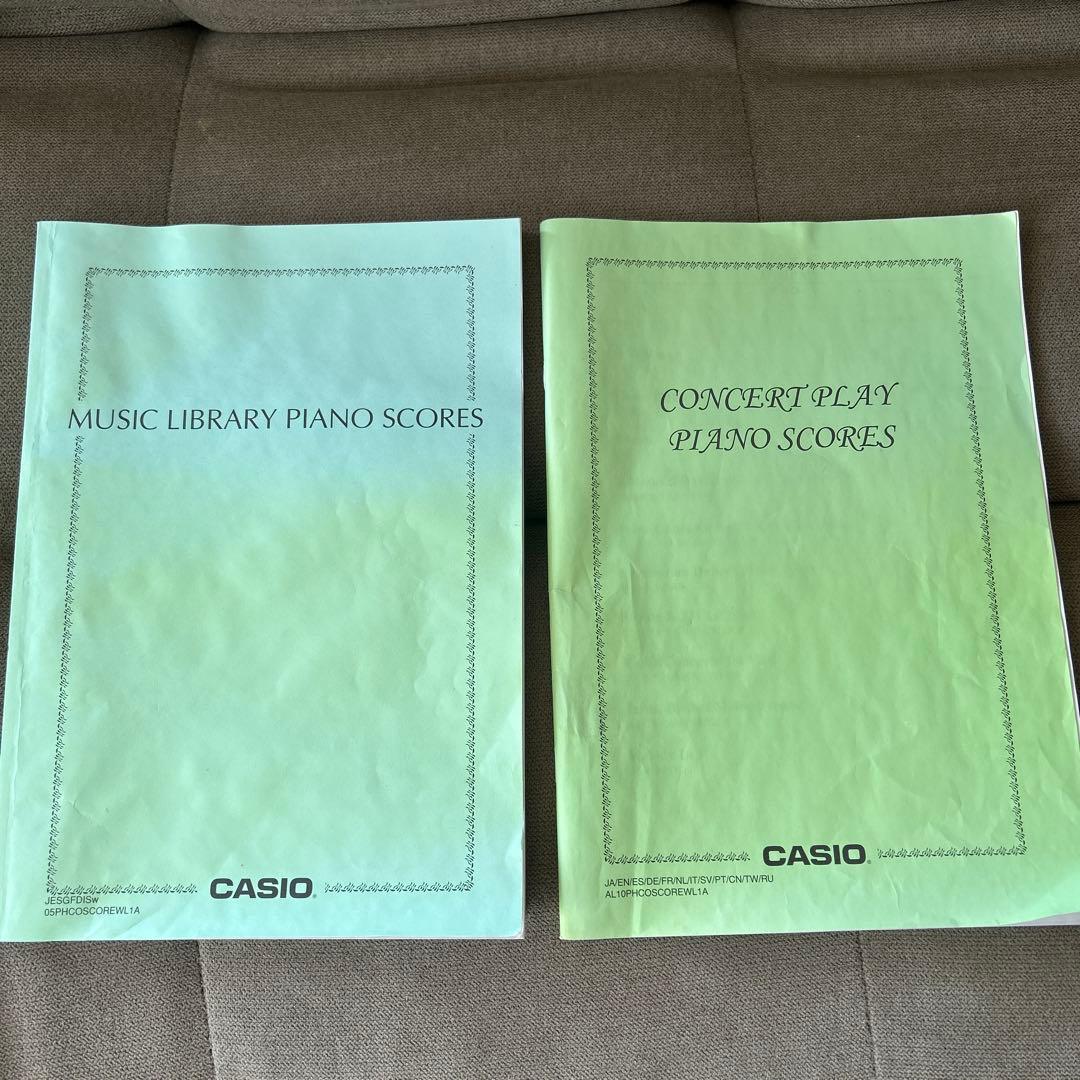 MUSIC LIBRARY PIANO SCORES
CASIO®
JESGFDISw
05PHCOSCOREWL1A
CONCERT PLAY
PIANO SCORES
CASIO®
JA/EN/ES/DE/FR/NL/IT/SV/PT/CN/TW/RU
AL10PHCOSCOREWL1A